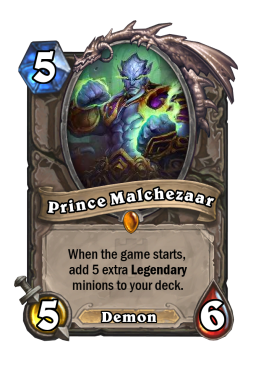 5
Prince Malchezaar
When the game starts,
add 5 extra Legendary
minions to your deck.
5 Demon 6